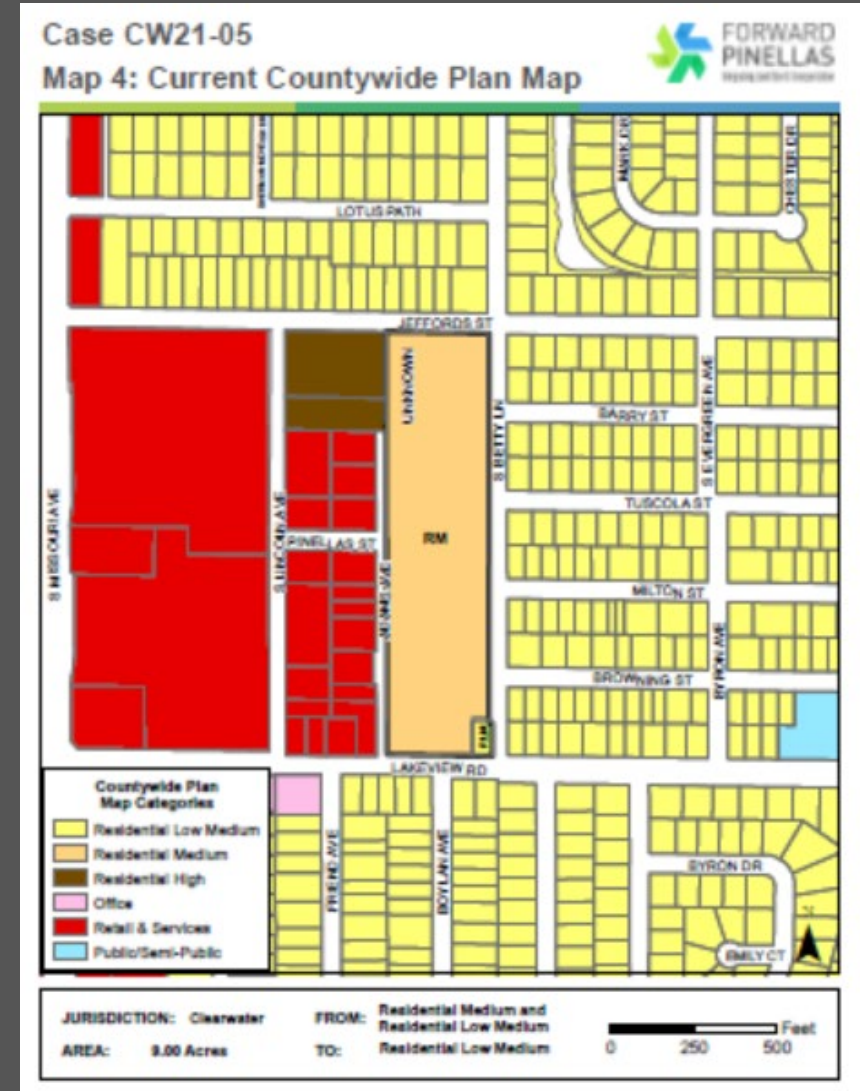 Case CW21-05
Map 4: Current Countywide Plan Map
FORWARD
PINELLAS
LOTUS PATH
PARK DR
CHESTER DR
JEFFORDS ST
UNKNOWN
S BETTY LN
BARRY ST
S EVERGREEN AVE
TUSCOLA ST
S MISSOURI AVE
S LINCOLN AVE
PINELLAS ST
ADAMS AVE
RM
MILTON ST
BROWNING ST
BYRON AVE
RLM
LAKEVIEW RD
FRIEND AVE
BOYLAN AVE
BYRON DR
EMILY CT
N
Countywide Plan
Map Categories
Residential Low Medium
Residential Medium
Residential High
Office
Retail & Services
Public/Semi-Public
JURISDICTION: Clearwater
AREA: 9.00 Acres
FROM: Residential Medium and
Residential Low Medium
TO: Residential Low Medium
Feet
0 250 500